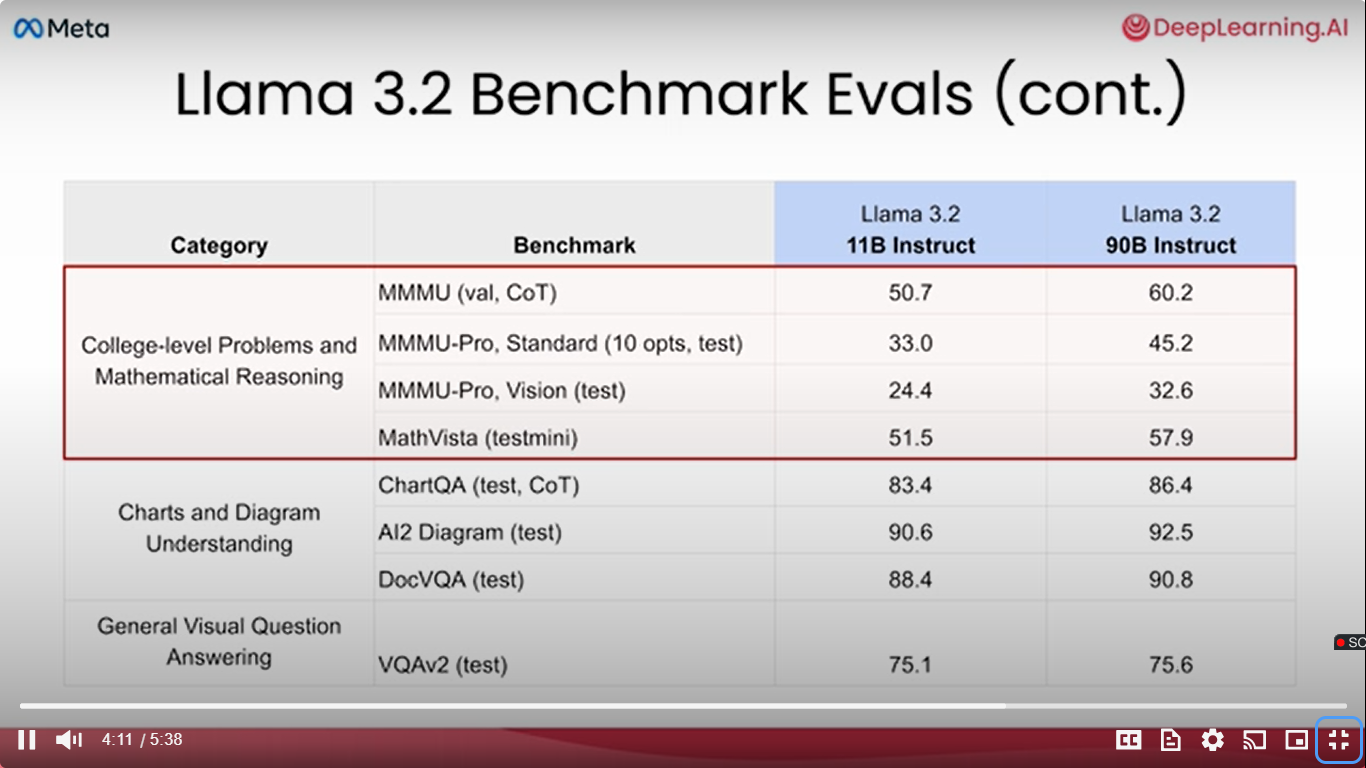 Meta
DeepLearning.AI
Llama 3.2 Benchmark Evals (cont.)
Category
Benchmark
Llama 3.2
11B Instruct
Llama 3.2
90B Instruct
College-level Problems and
Mathematical Reasoning
MMMU (val, CoT) 50.7 60.2
MMMU-Pro, Standard (10 opts, test) 33.0 45.2
MMMU-Pro, Vision (test) 24.4 32.6
MathVista (testmini) 51.5 57.9
Charts and Diagram
Understanding
ChartQA (test, CoT) 83.4 86.4
AI2 Diagram (test) 90.6 92.5
DocVQA (test) 88.4 90.8
General Visual Question
Answering
VQAv2 (test) 75.1 75.6
SC
4:11 / 5:38
CC